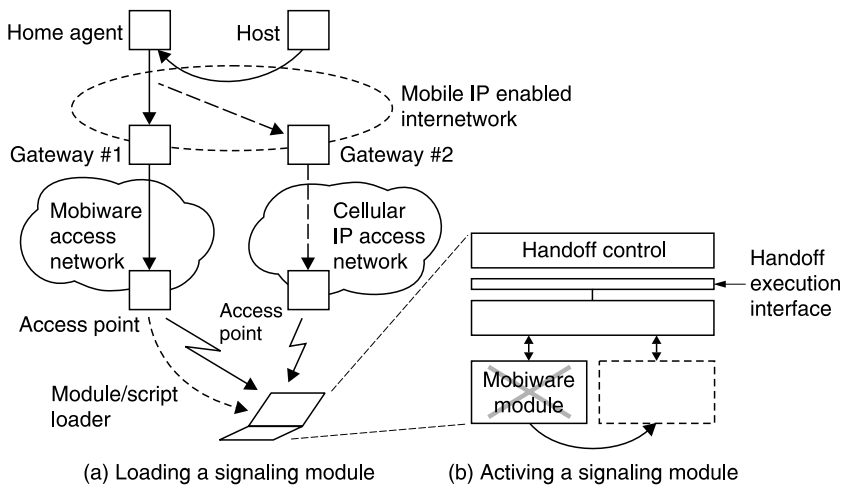 Home agent
Host
Mobile IP enabled
internetwork
Gateway #1
Gateway #2
Mobiware
access
network
Cellular
IP access
network
Access point
Access
point
Module/script
loader
(a) Loading a signaling module
Handoff control
Handoff
execution
interface
Mobiware
module
(b) Activing a signaling module